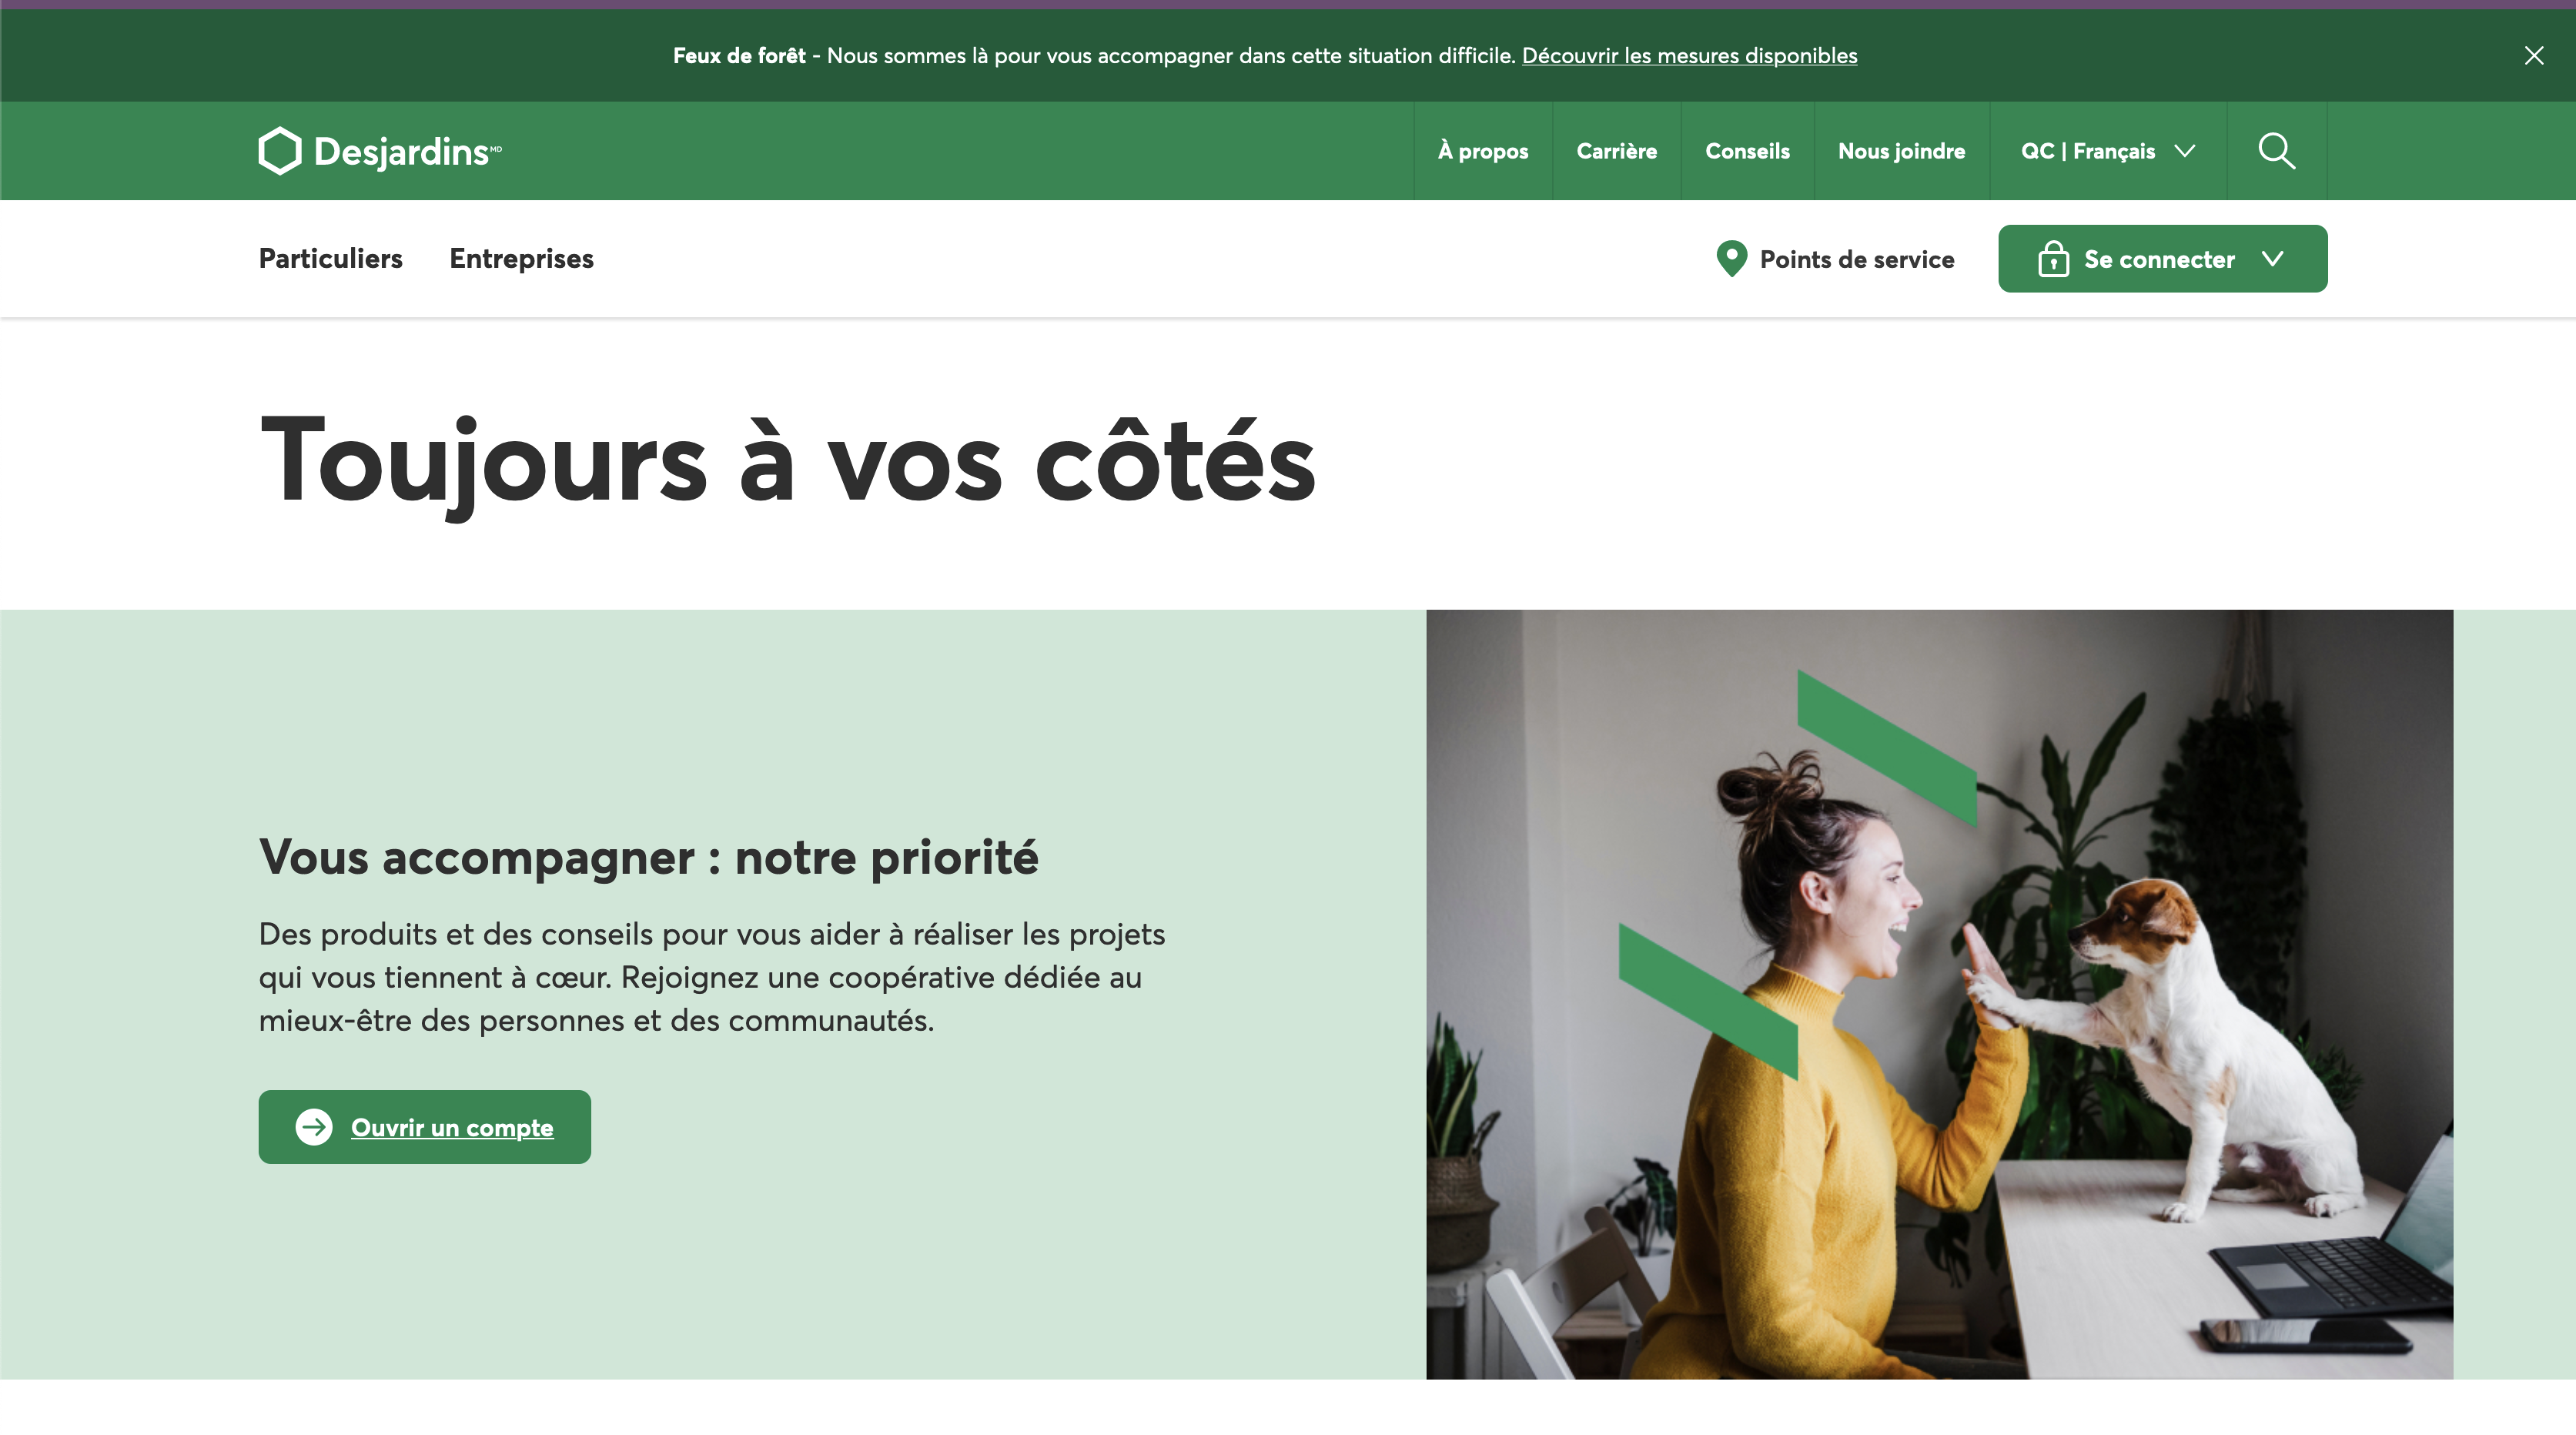 Feux de forêt - Nous sommes là pour vous accompagner dans cette situation difficile. Découvrir les mesures disponibles
Desjardins MD
À propos
Carrière
Conseils
Nous joindre
QC | Français
Particuliers
Entreprises
Points de service
Se connecter
Toujours à vos côtés
Vous accompagner : notre priorité
Des produits et des conseils pour vous aider à réaliser les projets
qui vous tiennent à cœur. Rejoignez une coopérative dédiée au
mieux-être des personnes et des communautés.
Ouvrir un compte